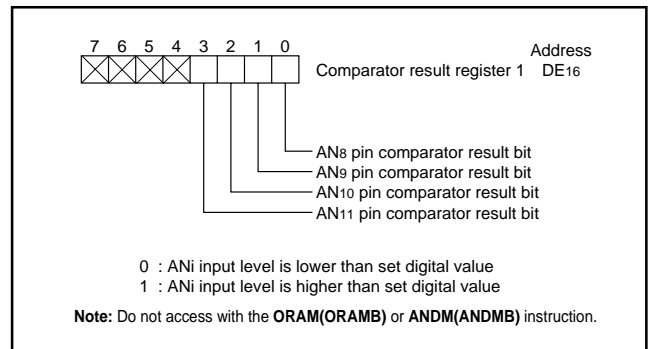 7 6 5 4 3 2 1 0
Address
Comparator result register 1 DE16
AN8 pin comparator result bit
AN9 pin comparator result bit
AN10 pin comparator result bit
AN11 pin comparator result bit
0 : ANi input level is lower than set digital value
1 : ANi input level is higher than set digital value
Note: Do not access with the ORAM(ORAMB) or ANDM(ANDMB) instruction.